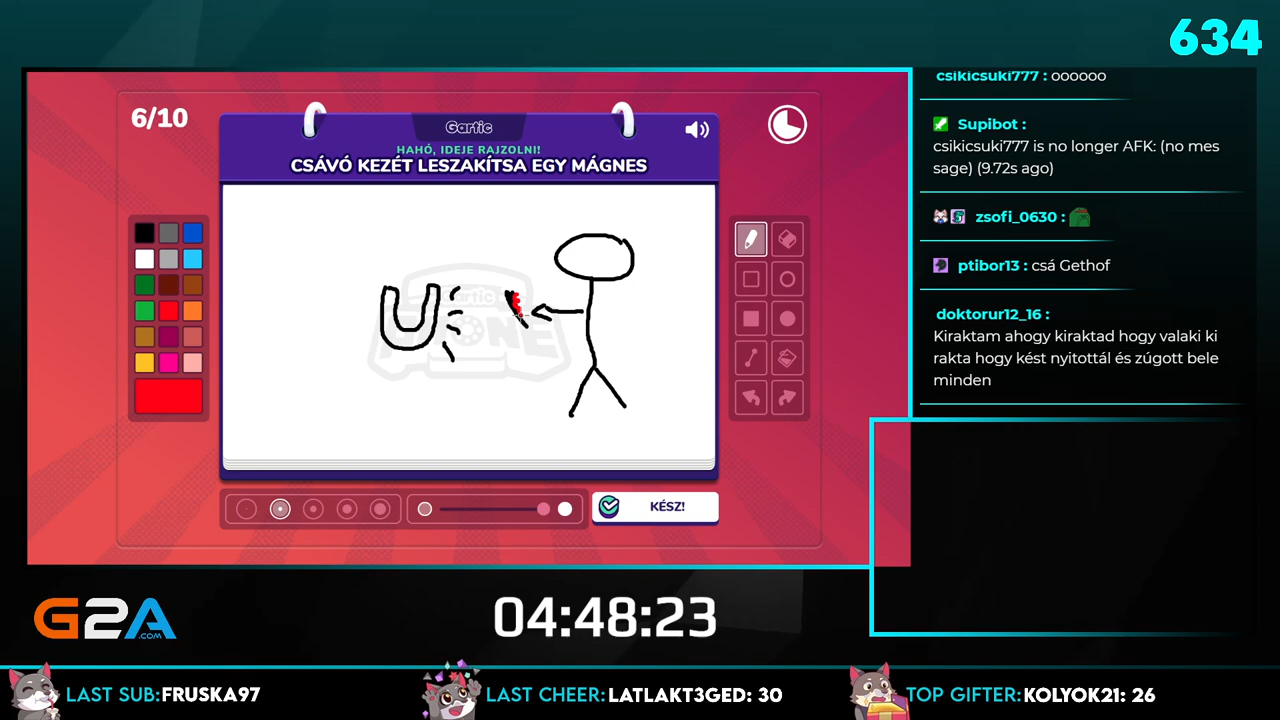 634
csikicsuki777 : oooooo
Supibot :
csikicsuki777 is no longer AFK: (no mes
sage) (9.72s ago)
zsofi_0630 :
ptibor13 : csá Gethof
doktorur12_16 :
Kiraktam ahogy kiraktad hogy valaki ki
rakta hogy kést nyitottál és zúgott bele
minden
6/10
Gartic
HAHÓ, IDEJE RAJZOLNI!
CSÁVÓ KEZÉT LESZAKÍTSA EGY MÁGNES
Gartic
PHONE
KÉSZ!
G2A
.COM
04:48:23
LAST SUB:FRUSKA97
LAST CHEER: LATLAKT3GED: 30
TOP GIFTER: KOLYOK21: 26